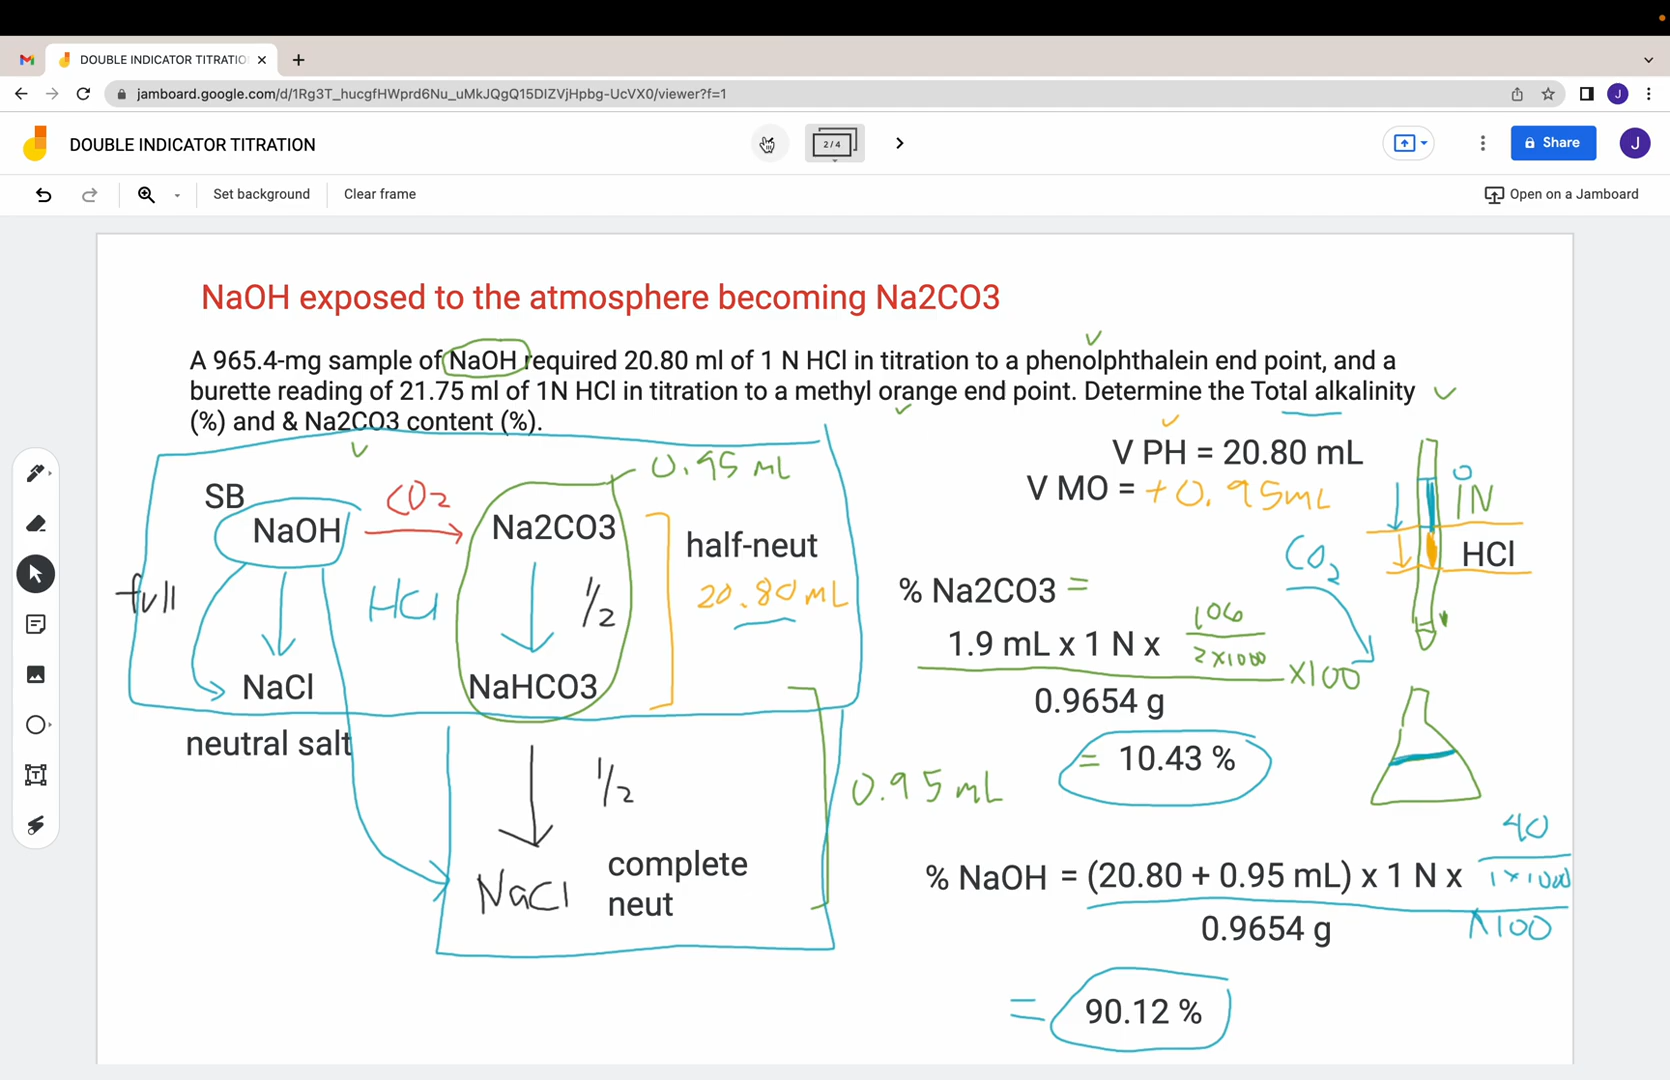 DOUBLE INDICATOR TITRATIO
jamboard.google.com/d/1Rg3T_hucgfHWprd6Nu_uMkJQgQ15DIZVjHpbg-UcVX0/viewer?f=1
J
DOUBLE INDICATOR TITRATION
2 / 4
Share
J
Set background
Clear frame
Open on a Jamboard
NaOH exposed to the atmosphere becoming Na2CO3
A 965.4-mg sample of NaOH required 20.80 ml of 1 N HCl in titration to a phenolphthalein end point, and a
burette reading of 21.75 ml of 1N HCl in titration to a methyl orange end point. Determine the Total alkalinity
(%) and & Na2CO3 content (%).
SB
NaOH
CO2
Na2CO3
0.95 mL
half-neut
20.80 mL
full
HCl
1/2
NaCl
NaHCO3
neutral salt
1/2
0.95 mL
NaCl
complete
neut
V PH = 20.80 mL
V MO = + 0.95mL
0
1N
HCl
CO2
% Na2CO3 =
1.9 mL x 1 N x 106
2 x 1000
x100
0.9654 g
= 10.43 %
% NaOH = (20.80 + 0.95 mL) x 1 N x 40
1 x 1000
0.9654 g
x100
= 90.12 %